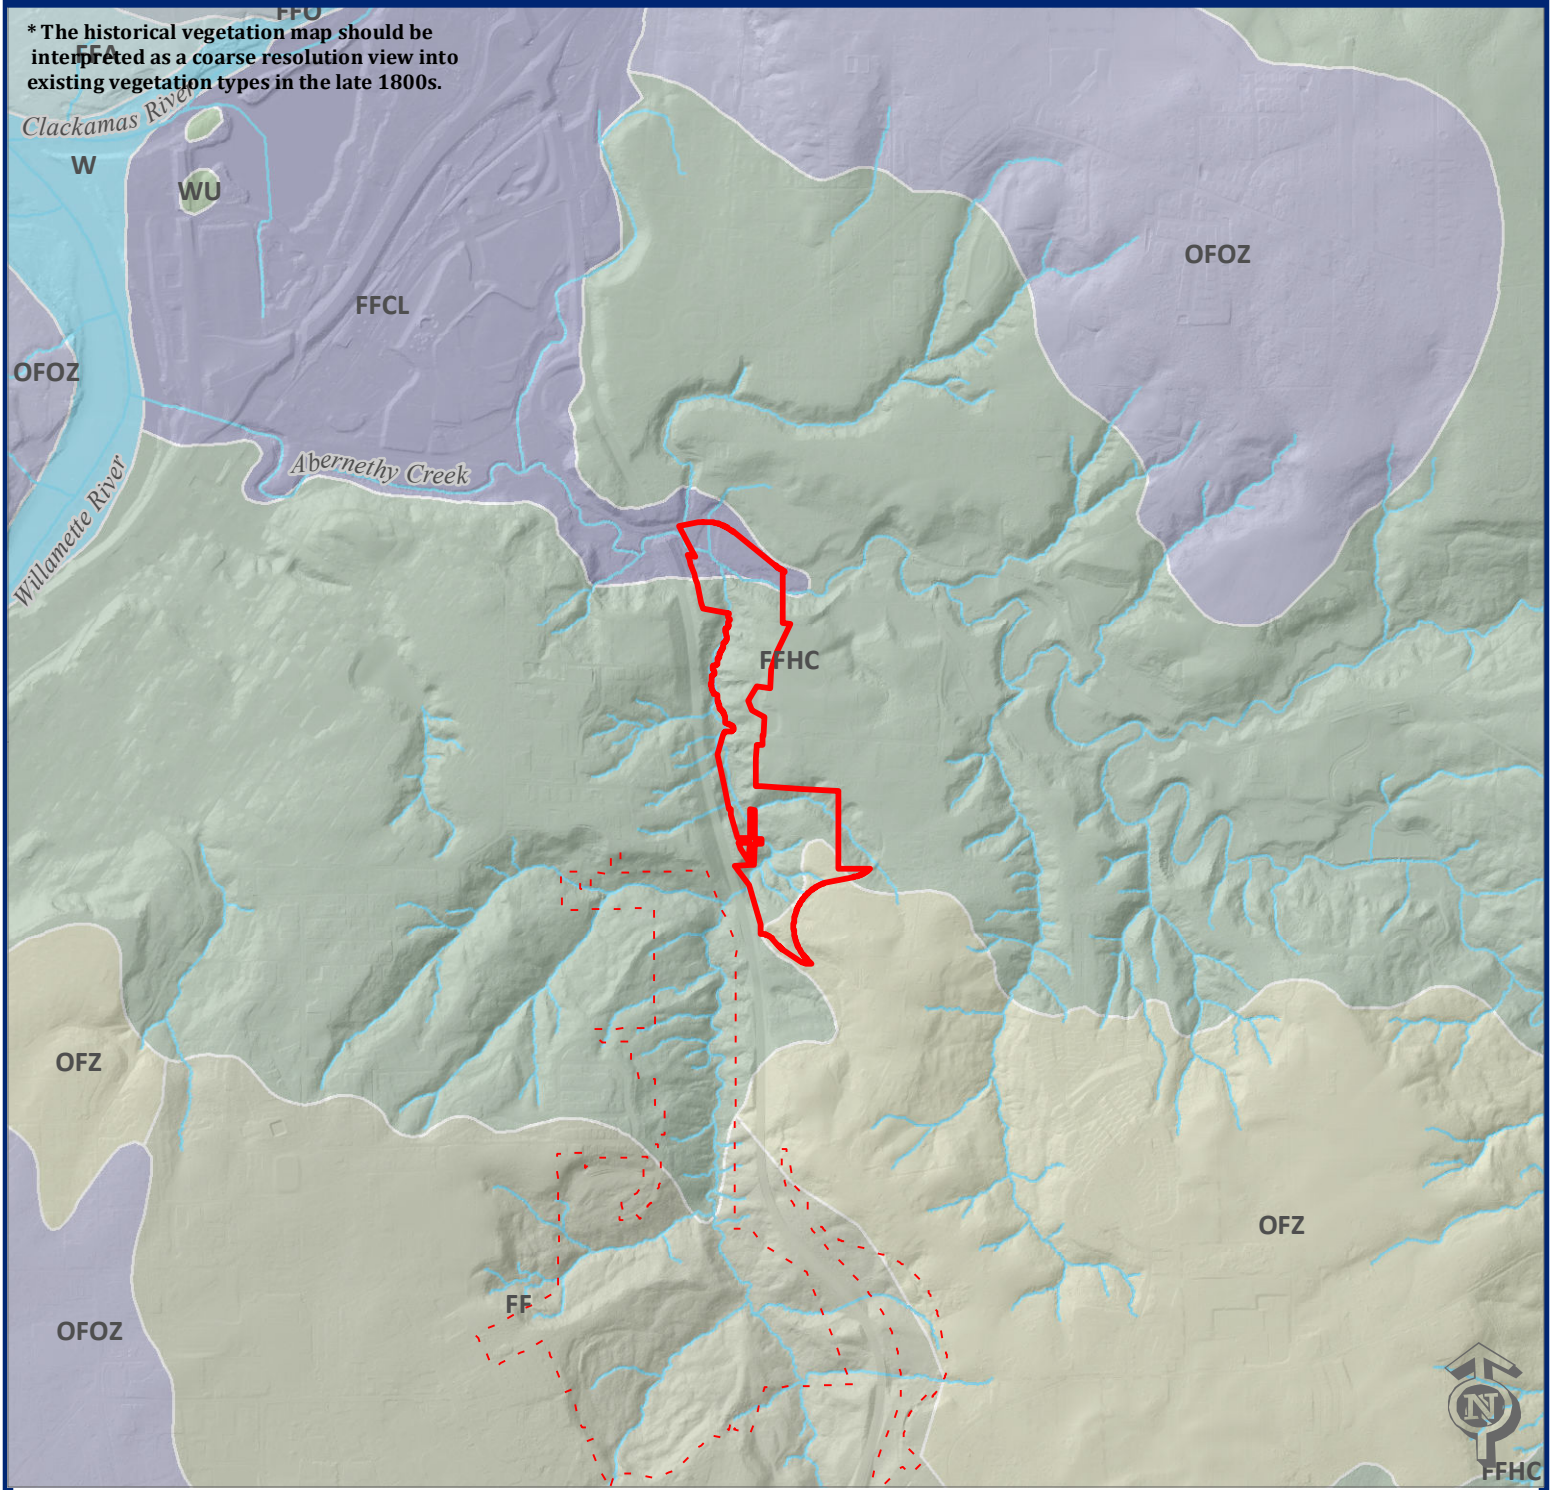 FFO
* The historical vegetation map should be
interpreted as a coarse resolution view into
existing vegetation types in the late 1800s.
FFA
Clackamas River
W
WU
OFOZ
FFCL
OFOZ
Abernethy Creek
Willamette River
FFHC
OFZ
OFZ
FF
OFOZ
N
FFHC